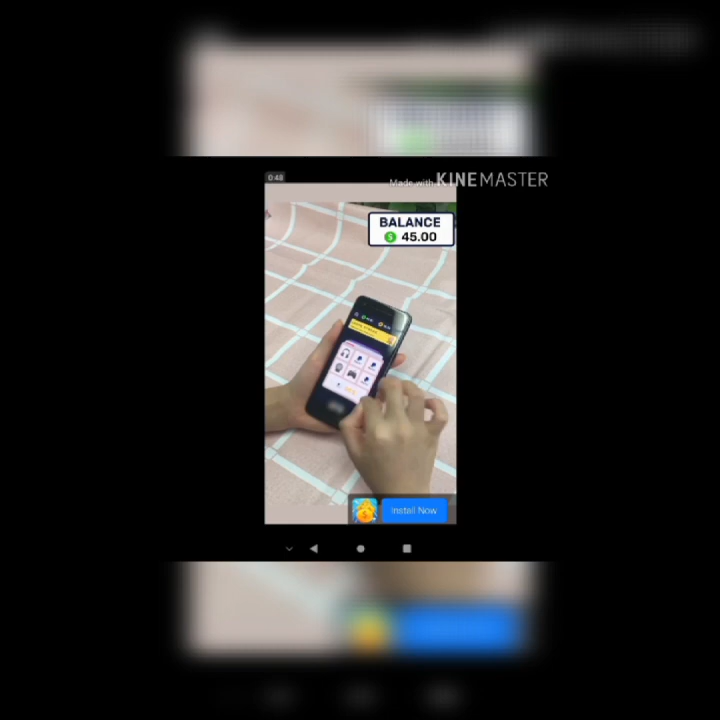 0:48
Made with KINEMASTER
BALANCE
$ 45.00
Install Now